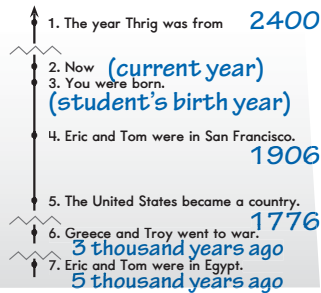 1. The year Thrig was from 2400
2. Now (current year)
3. You were born.
(student's birth year)
4. Eric and Tom were in San Francisco.
1906
5. The United States became a country.
1776
6. Greece and Troy went to war.
3 thousand years ago
7. Eric and Tom were in Egypt.
5 thousand years ago